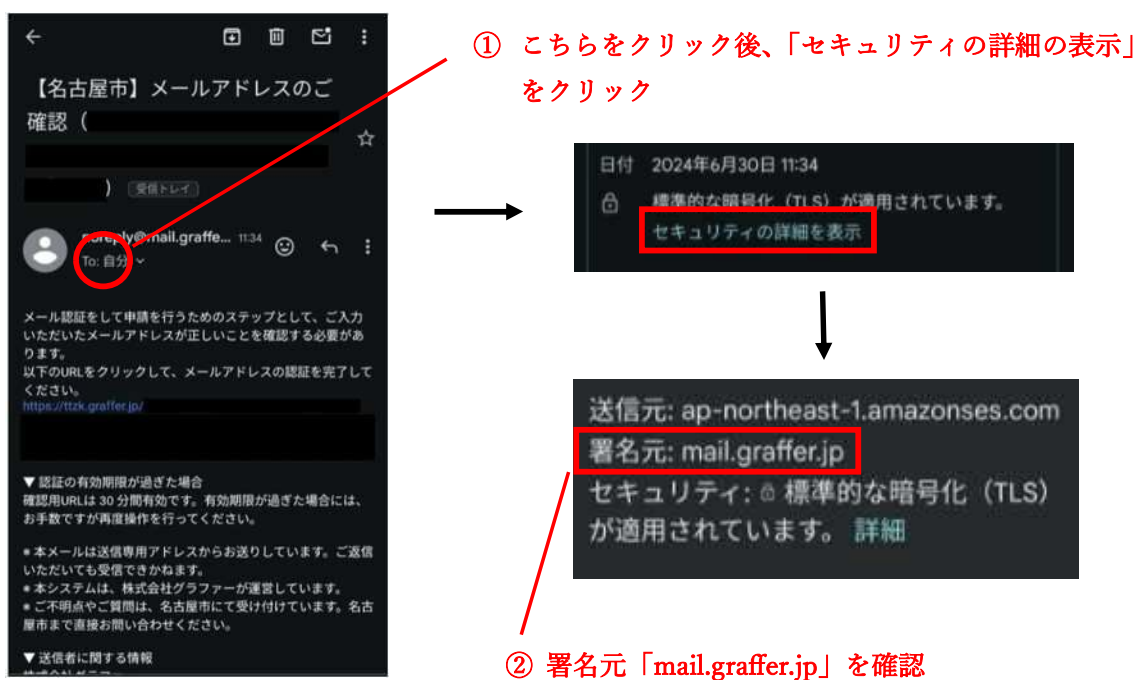 ① こちらをクリック後、「セキュリティの詳細の表示」
をクリック
【名古屋市】メールアドレスのご
確認（
） 受信トレイ
noreply@mail.graffe... 11:34
To: 自分
メール認証をして申請を行うためのステップとして、ご入力
いただいたメールアドレスが正しいことを確認する必要があ
ります。
以下のURLをクリックして、メールアドレスの認証を完了して
ください。
https://ttzk.graffer.jp/
▼ 認証の有効期限が過ぎた場合
確認用URLは 30 分間有効です。有効期限が過ぎた場合には、
お手数ですが再度操作を行ってください。
* 本メールは送信専用アドレスからお送りしています。ご返信
いただいても受信できかねます。
* 本システムは、株式会社グラファーが運営しています。
* ご不明点やご質問は、名古屋市にて受け付けています。名古
屋市まで直接お問い合わせください。
▼ 送信者に関する情報
日付 2024年6月30日 11:34
標準的な暗号化（TLS）が適用されています。
セキュリティの詳細を表示
送信元: ap-northeast-1.amazonses.com
署名元: mail.graffer.jp
セキュリティ: 標準的な暗号化（TLS）
が適用されています。 詳細
② 署名元「mail.graffer.jp」を確認